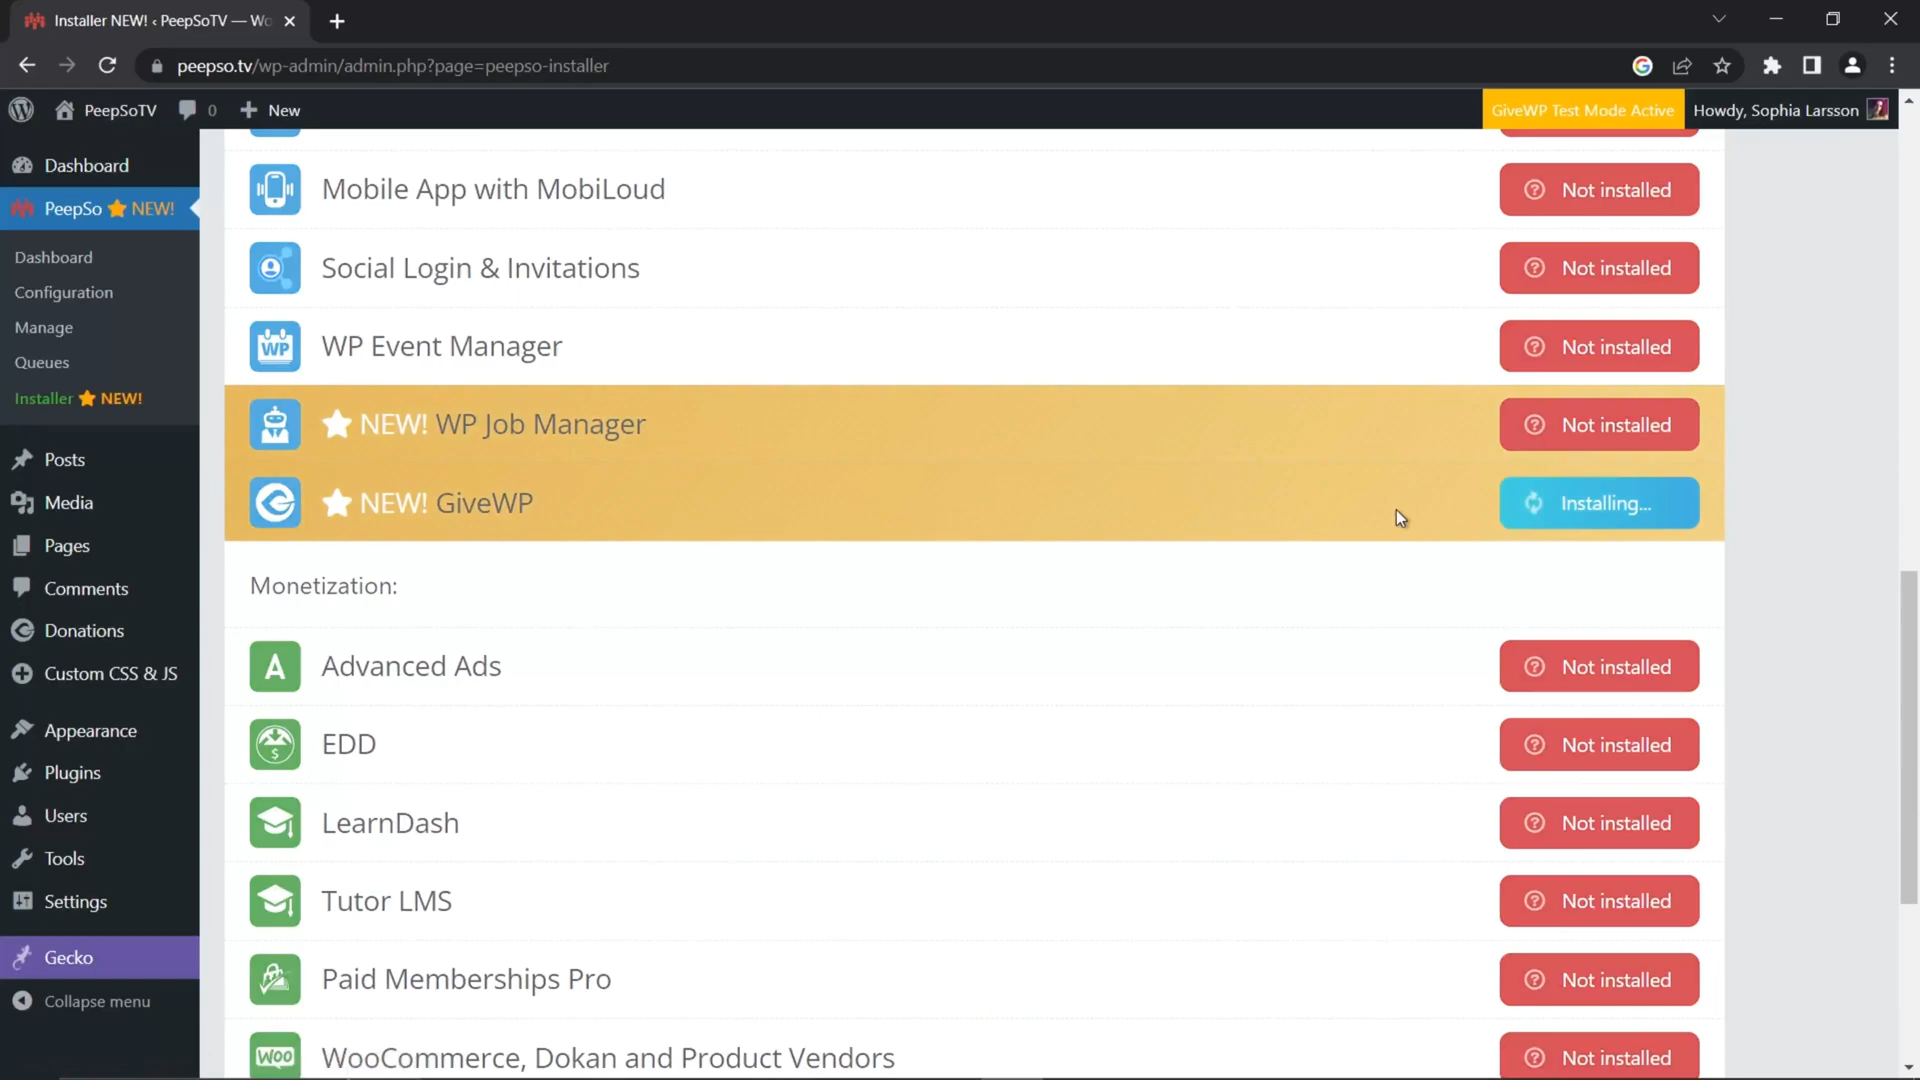 Installer NEW! ‹ PeepSoTV — Wo
peepso.tv/wp-admin/admin.php?page=peepso-installer
PeepSoTV 0 New GiveWP Test Mode Active Howdy, Sophia Larsson
Dashboard
PeepSo NEW!
Dashboard
Configuration
Manage
Queues
Installer NEW!
Posts
Media
Pages
Comments
Donations
Custom CSS & JS
Appearance
Plugins
Users
Tools
Settings
Gecko
Collapse menu
Mobile App with MobiLoud Not installed
Social Login & Invitations Not installed
WP Event Manager Not installed
WP
NEW! WP Job Manager Not installed
NEW! GiveWP Installing...
Monetization:
A Advanced Ads Not installed
$ EDD Not installed
LearnDash Not installed
Tutor LMS Not installed
Paid Memberships Pro Not installed
WOO WooCommerce, Dokan and Product Vendors Not installed